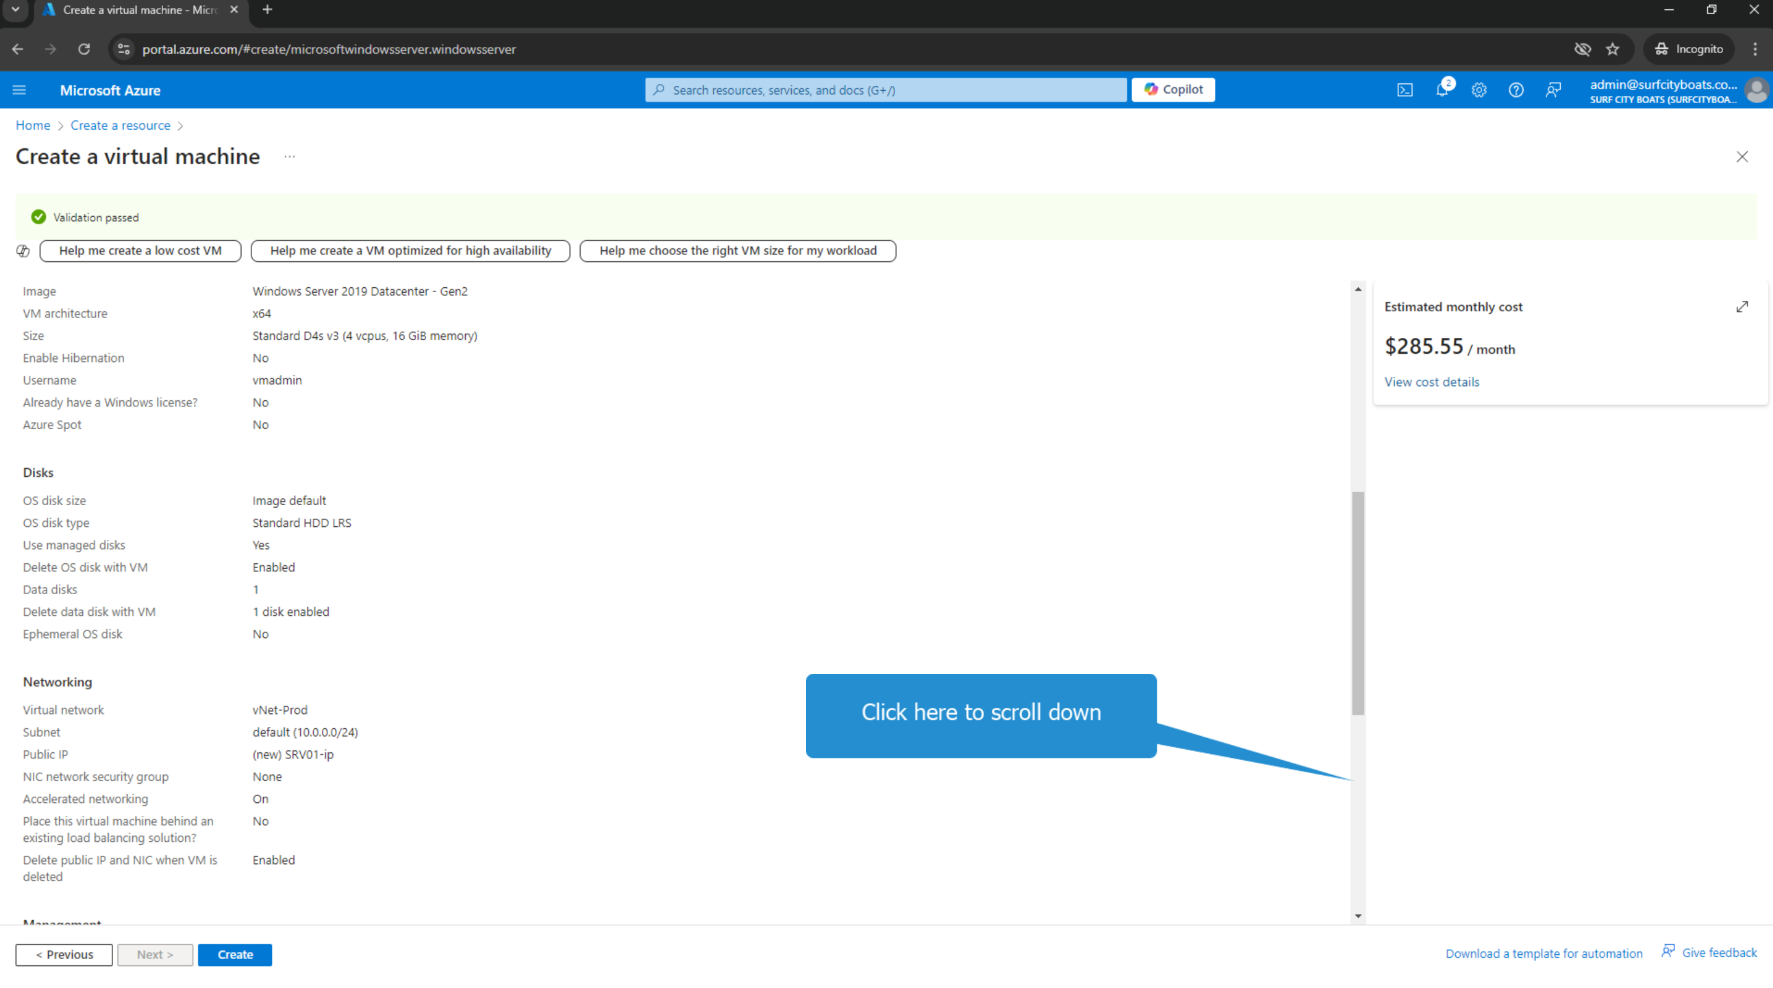 Create a virtual machine - Micro
portal.azure.com/#create/microsoftwindowsserver.windowsserver
Incognito
Microsoft Azure
Search resources, services, and docs (G+/)
Copilot
2
admin@surfcityboats.co...
SURF CITY BOATS (SURFCITYBOA...
Home > Create a resource >
Create a virtual machine ...
Validation passed
Help me create a low cost VM
Help me create a VM optimized for high availability
Help me choose the right VM size for my workload
Image Windows Server 2019 Datacenter - Gen2
VM architecture x64
Size Standard D4s v3 (4 vcpus, 16 GiB memory)
Enable Hibernation No
Username vmadmin
Already have a Windows license? No
Azure Spot No
Disks
OS disk size Image default
OS disk type Standard HDD LRS
Use managed disks Yes
Delete OS disk with VM Enabled
Data disks 1
Delete data disk with VM 1 disk enabled
Ephemeral OS disk No
Networking
Virtual network vNet-Prod
Subnet default (10.0.0.0/24)
Public IP (new) SRV01-ip
NIC network security group None
Accelerated networking On
Place this virtual machine behind an No
existing load balancing solution?
Delete public IP and NIC when VM is Enabled
deleted
Management
Estimated monthly cost
$285.55 / month
View cost details
Click here to scroll down
< Previous
Next >
Create
Download a template for automation
Give feedback